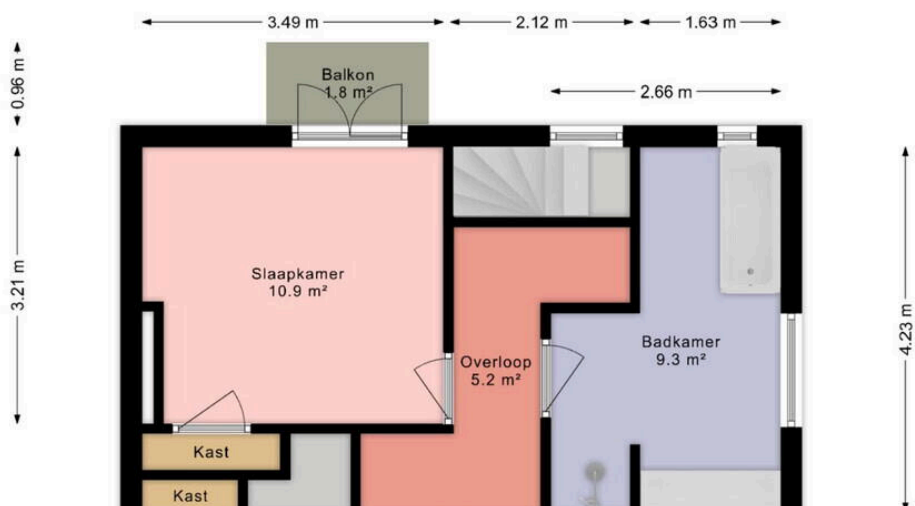 3.49 m
2.12 m
1.63 m
0.96 m
Balkon
1.8 m²
2.66 m
3.21 m
Slaapkamer
10.9 m²
Overloop
5.2 m²
Badkamer
9.3 m²
4.23 m
Kast
Kast